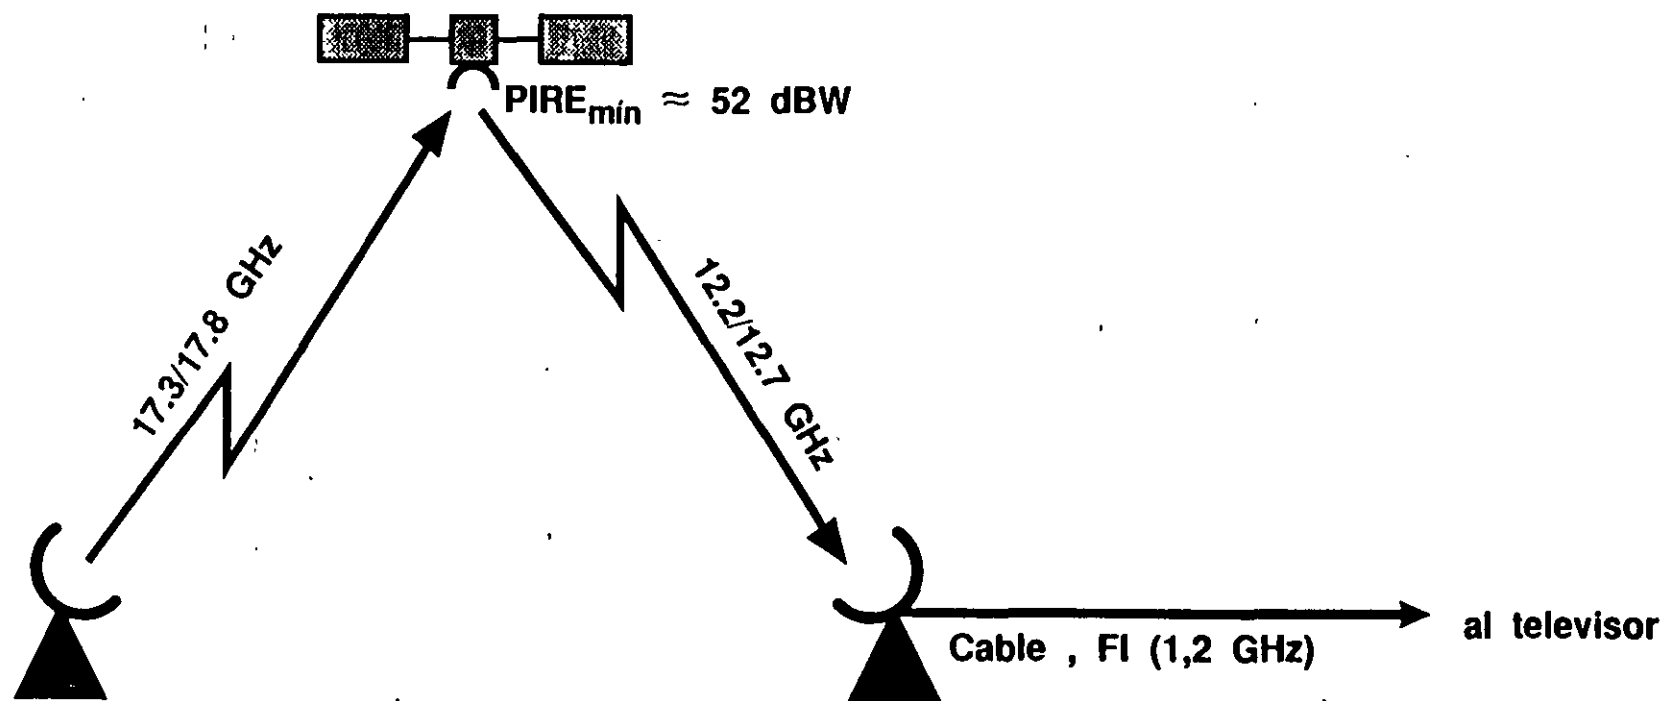 PIREmín ≈ 52 dBW
17.3/17.8 GHz
12.2/12.7 GHz
Cable , FI (1,2 GHz)
al televisor